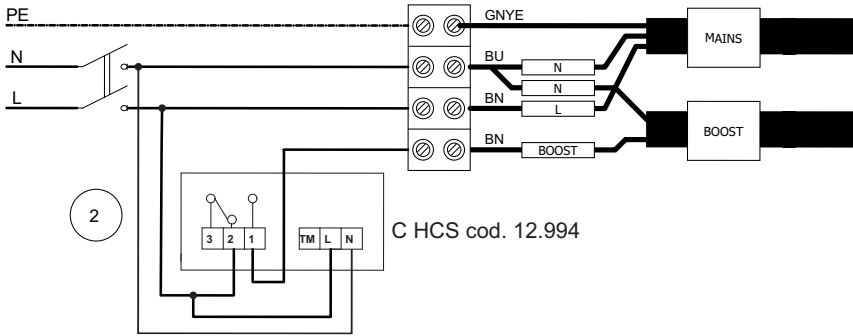 PE
GNYE
MAINS
N
BU
N
N
L
BN
L
BOOST
BN
BOOST
2
3 2 1
TM L N
C HCS cod. 12.994